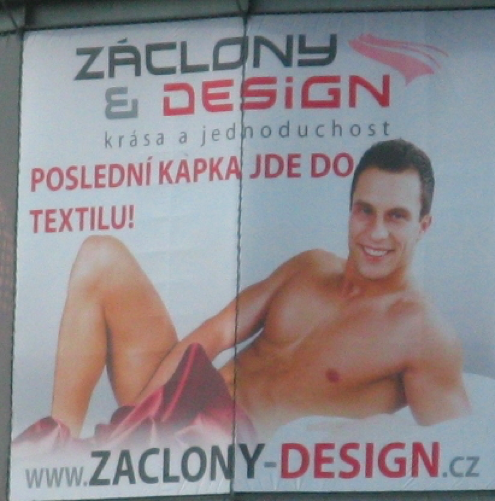 ZÁCLONY
& DESiGN
krása a jednoduchost
POSLEDNÍ KAPKA JDE DO
TEXTILU!
www.ZACLONY-DESIGN.cz